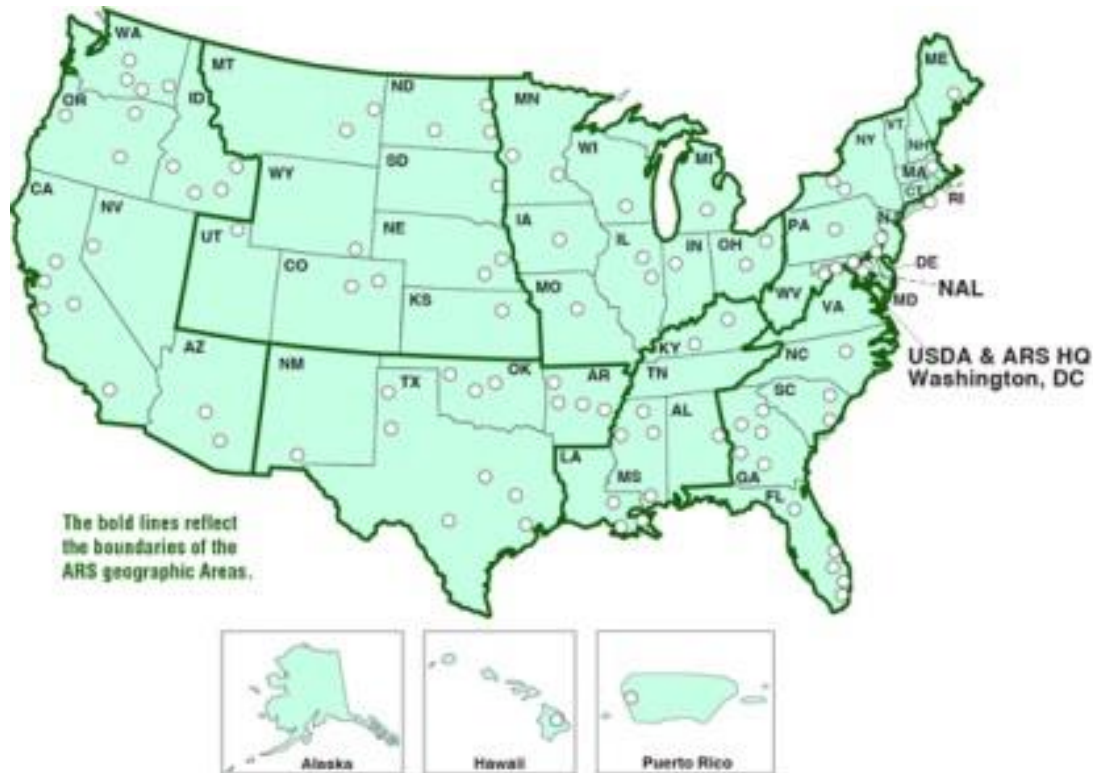 WA
MT
ND
MN
ME
OR
ID
WI
MI
NY
VT
NH
SD
WY
MA
CT
RI
CA
NV
IA
NE
PA
NJ
UT
CO
IL
IN
OH
DE
NAL
KS
MO
WV
VA
MD
AZ
NM
KY
NC
USDA & ARS HQ
Washington, DC
TX
OK
AR
TN
SC
AL
LA
MS
GA
FL
The bold lines reflect
the boundaries of the
ARS geographic Areas.
Alaska
Hawaii
Puerto Rico